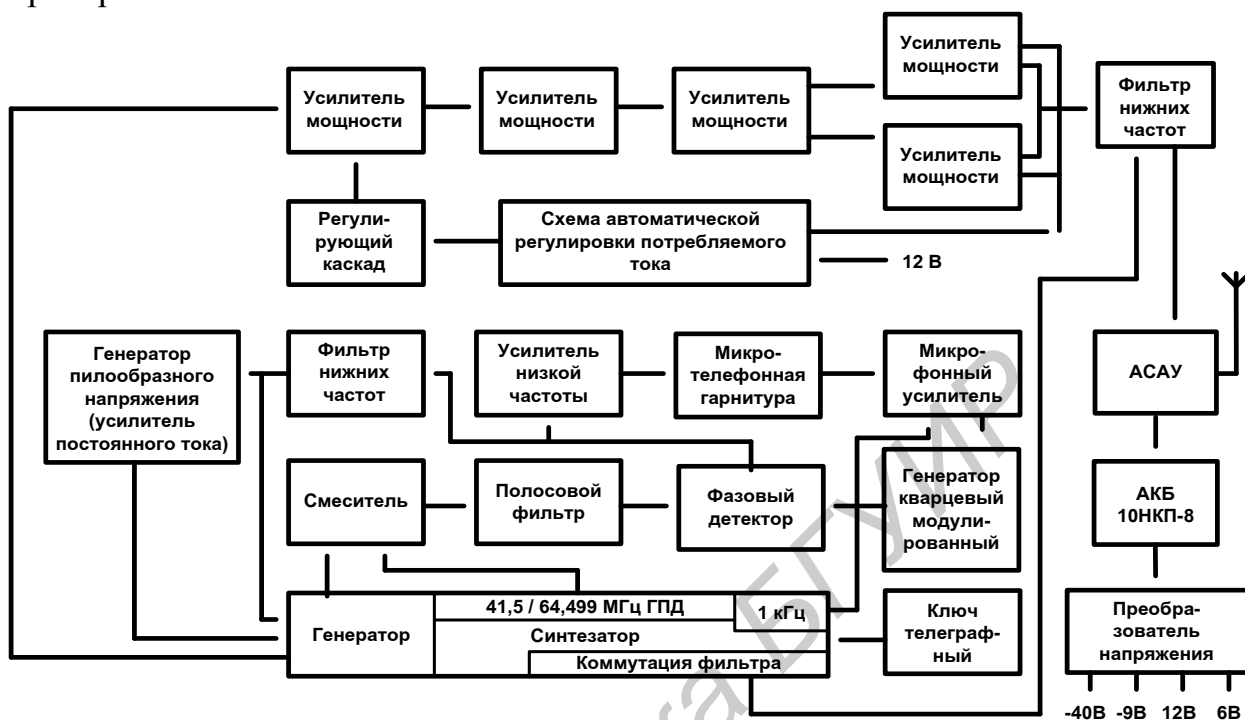 Усилитель
мощности
Усилитель
мощности
Усилитель
мощности
Усилитель
мощности
Усилитель
мощности
Фильтр
нижних
частот
Регули-
рующий
каскад
Схема автоматической
регулировки потребляемого
тока
12 В
Генератор
пилообразного
напряжения
(усилитель
постоянного тока)
Фильтр
нижних
частот
Усилитель
низкой
частоты
Микро-
телефонная
гарнитура
Микро-
фонный
усилитель
АСАУ
Смеситель
Полосовой
фильтр
Фазовый
детектор
Генератор
кварцевый
модули-
рованный
АКБ
10НКП-8
Генератор
41,5 / 64,499 МГц ГПД
1 кГц
Синтезатор
Коммутация фильтра
Ключ
телеграф-
ный
Преобра-
зователь
напряжения
-40В -9В 12В 6В
БГУИР